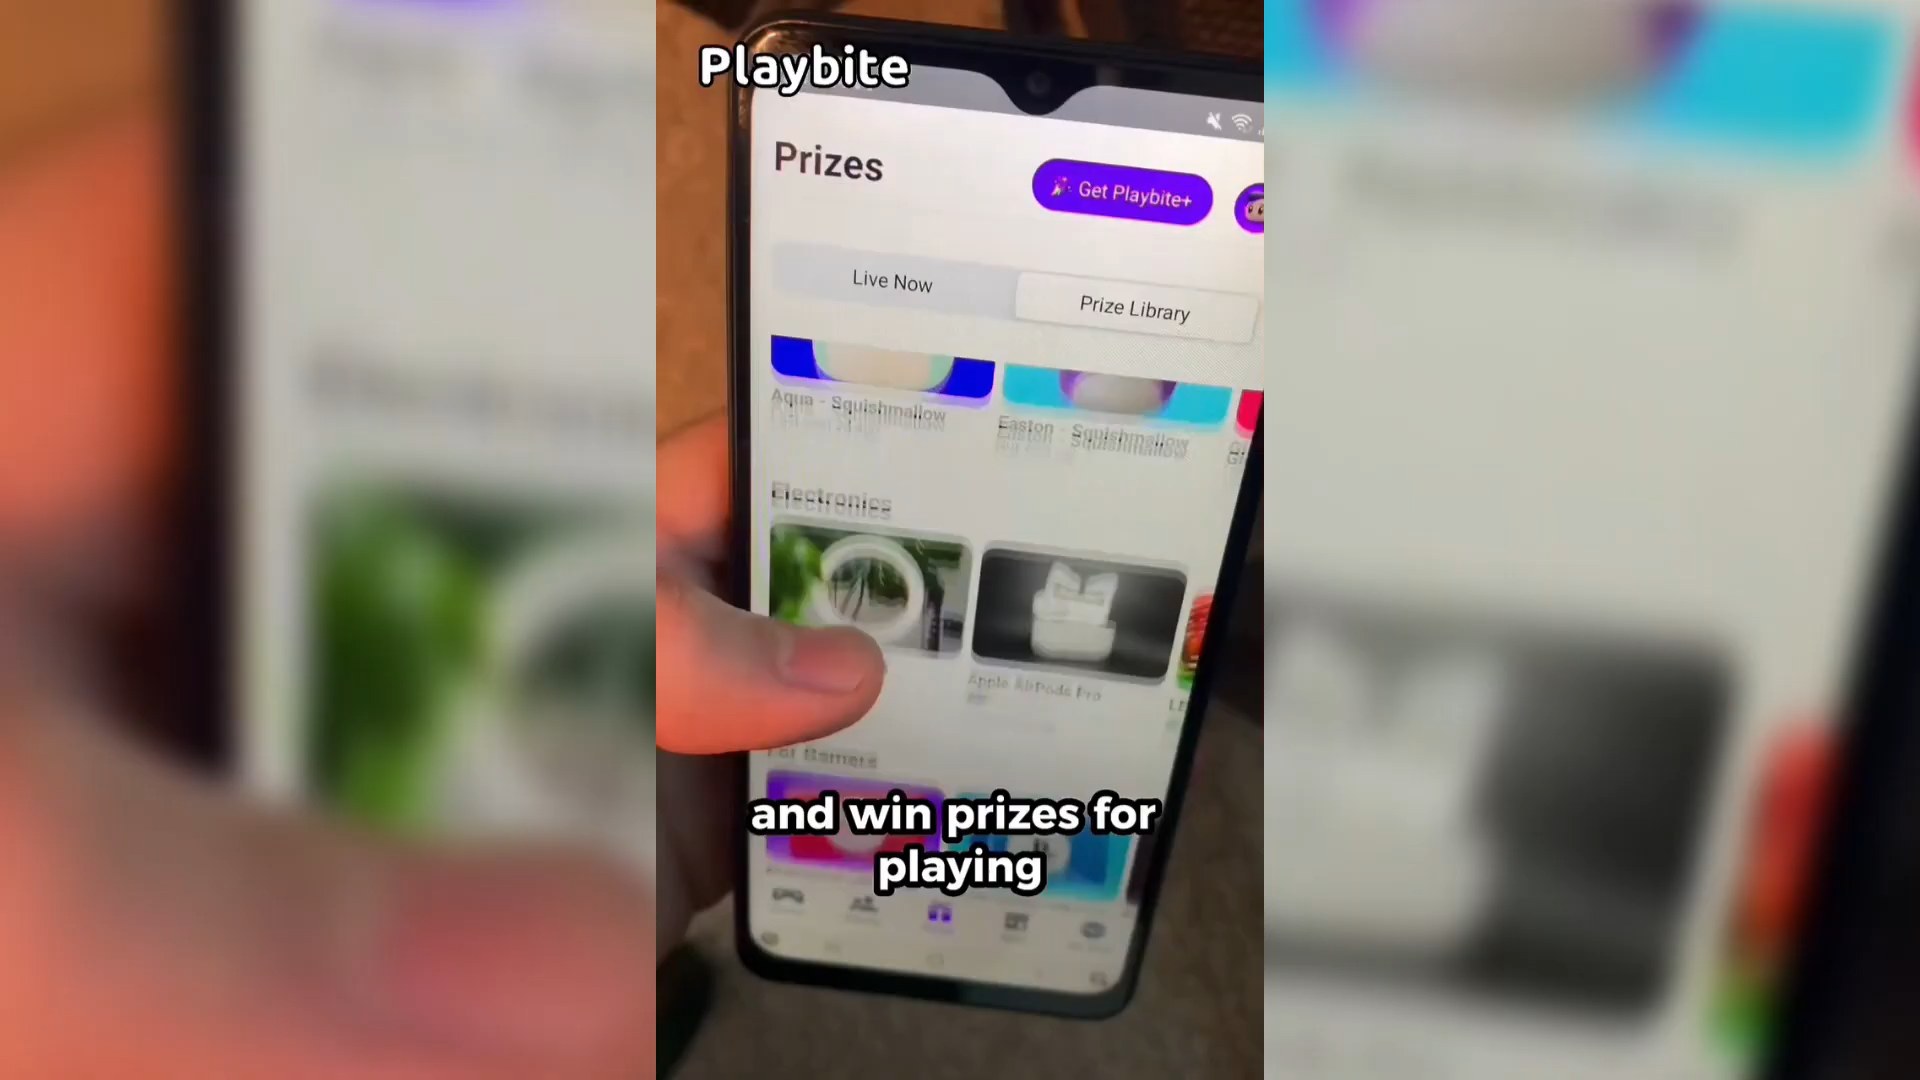 Playbite
Prizes
Get Playbite+
Live Now
Prize Library
Aqua - Squishmallow
Easton - Squishmallow
Electronics
Apple AirPods Pro
and win prizes for
playing